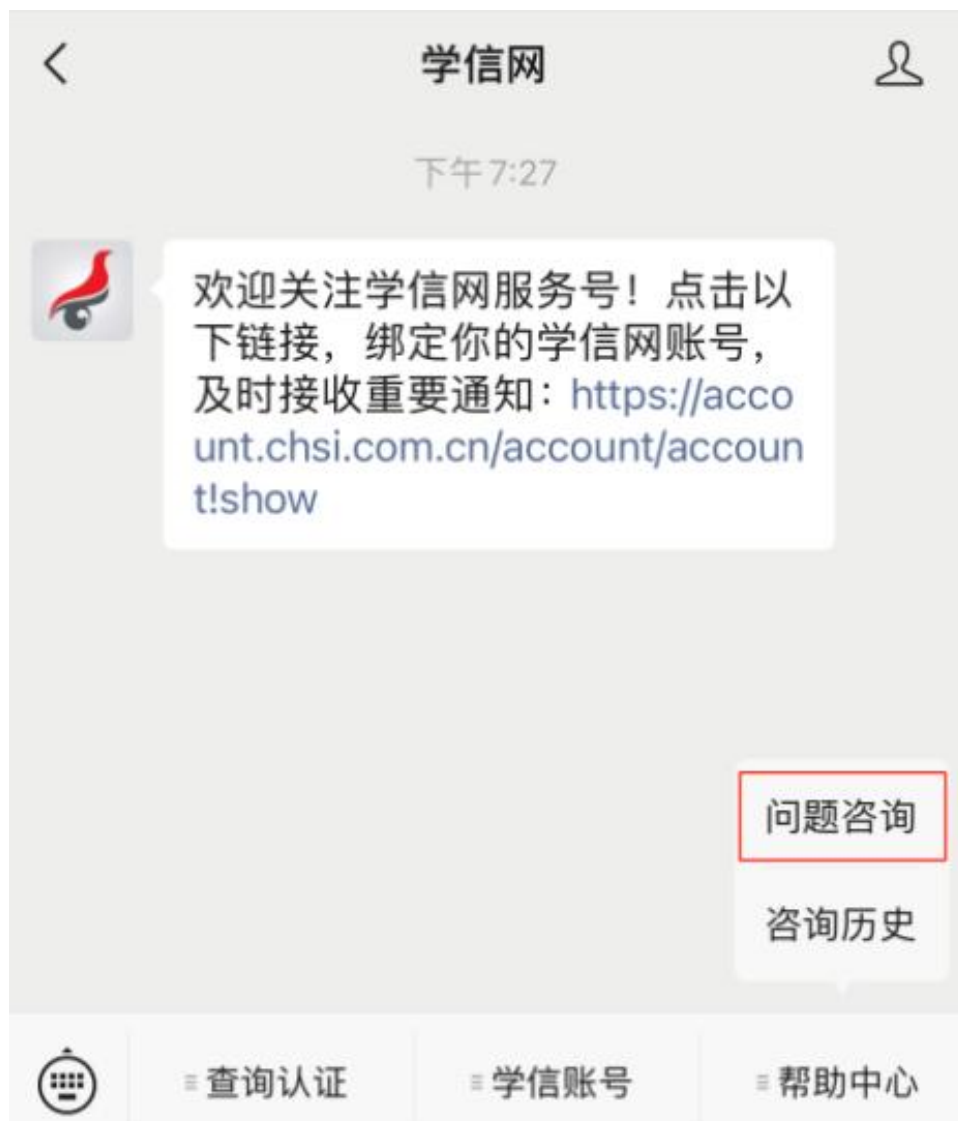 学信网
下午 7:27
欢迎关注学信网服务号！点击以
下链接，绑定你的学信网账号，
及时接收重要通知：https://acco
unt.chsi.com.cn/account/accoun
t!show
问题咨询
咨询历史
查询认证
学信账号
帮助中心